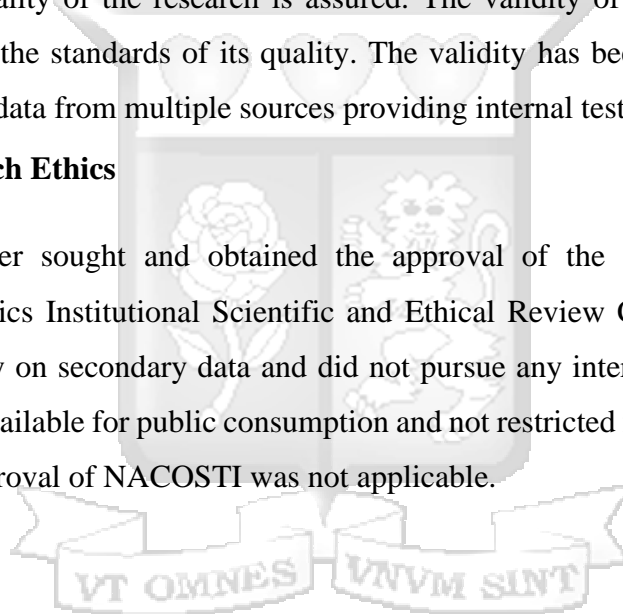 ality of the research is assured. The validity of
the standards of its quality. The validity has bee
data from multiple sources providing internal test
ch Ethics
er sought and obtained the approval of the
ics Institutional Scientific and Ethical Review C
y on secondary data and did not pursue any inter
ailable for public consumption and not restricted
roval of NACOSTI was not applicable.
VT OMNES VNVM SINT